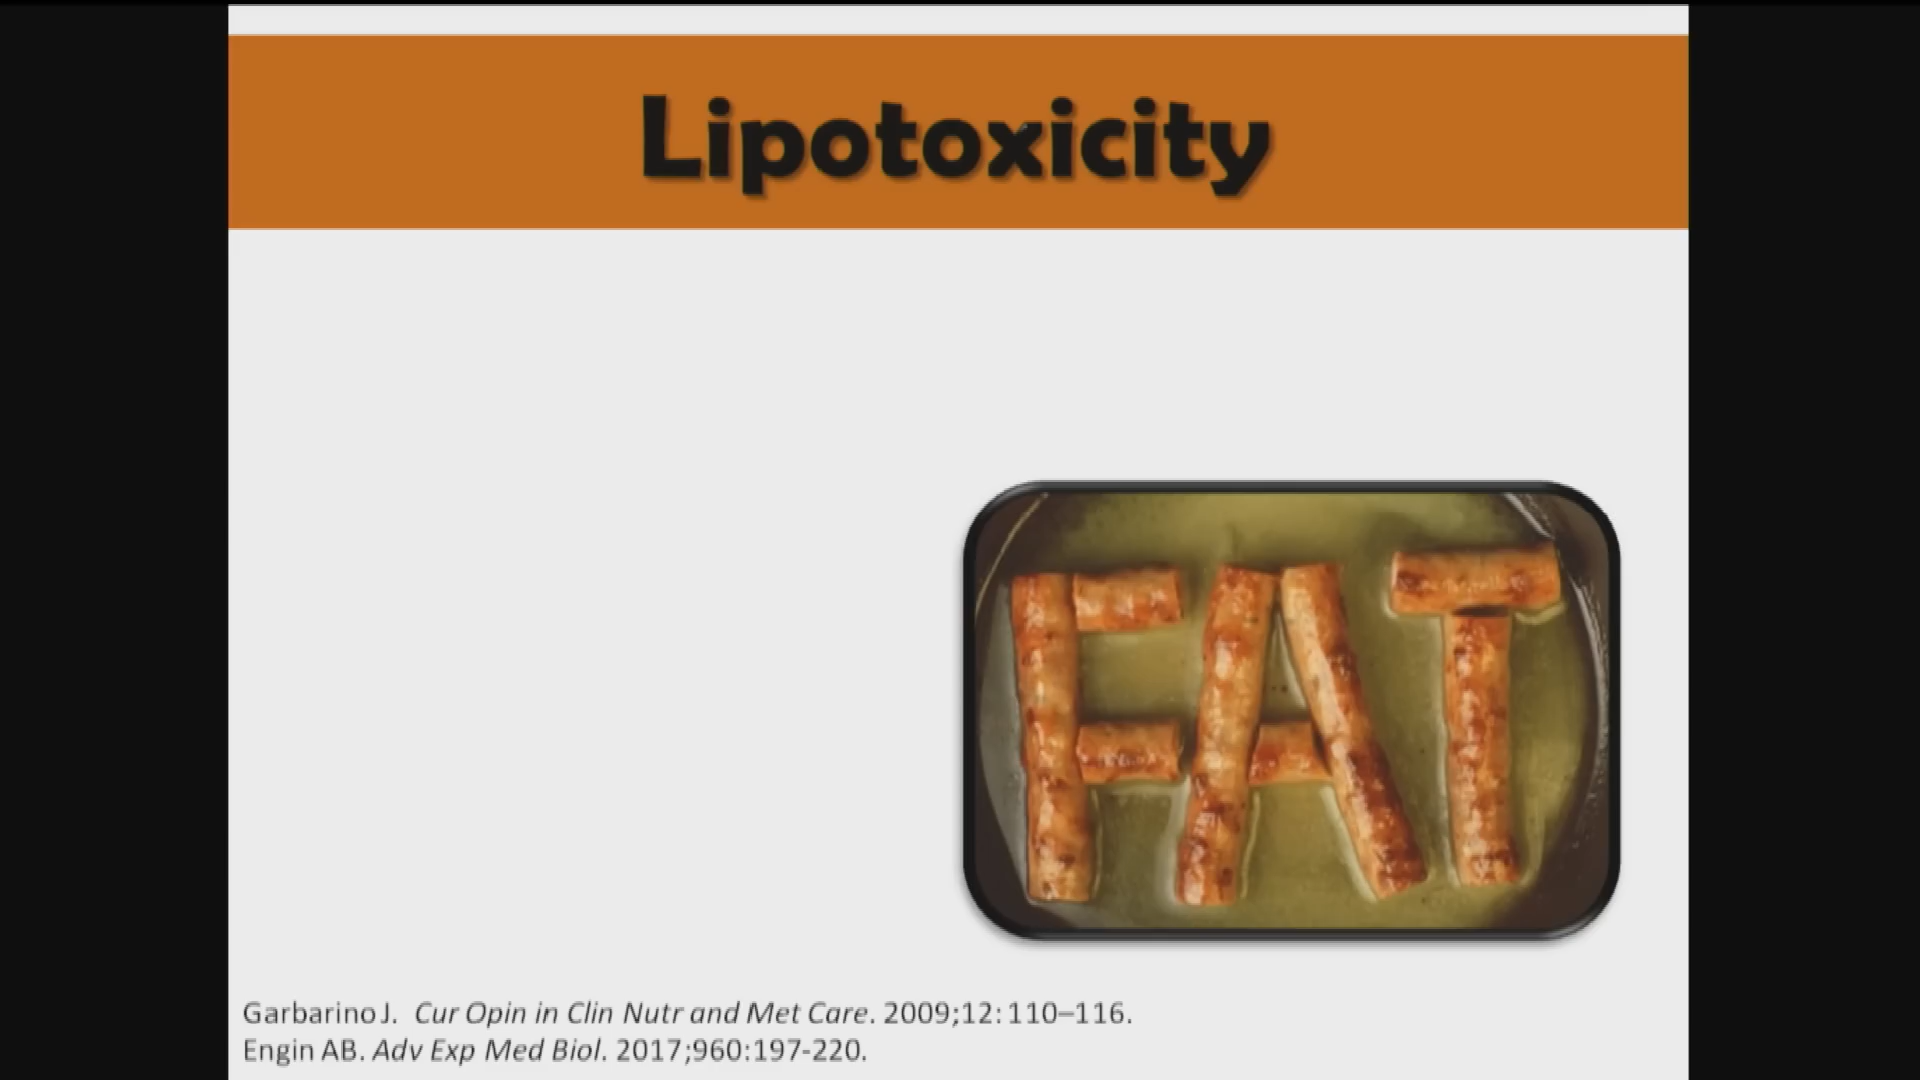 Lipotoxicity
FAT
Garbarino J. Cur Opin in Clin Nutr and Met Care. 2009;12:110–116.
Engin AB. Adv Exp Med Biol. 2017;960:197-220.